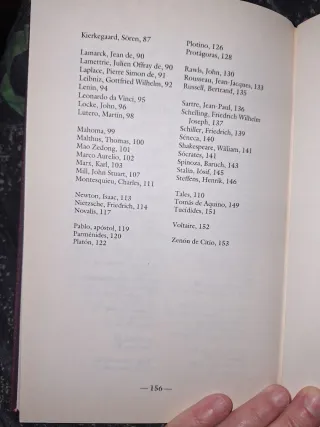 Kierkegaard, Sören, 87
Lamarck, Jean de, 90
Lamettrie, Julien Offray de, 90
Laplace, Pierre Simon de, 91
Leibniz, Gottfried Wilhelm, 92
Lenin, 94
Leonardo da Vinci, 95
Locke, John, 96
Lutero, Martín, 98
Mahoma, 99
Malthus, Thomas, 100
Mao Zedong, 101
Marco Aurelio, 102
Marx, Karl, 103
Mill, John Stuart, 107
Montesquieu, Charles, 111
Newton, Isaac, 113
Nietzsche, Friedrich, 114
Novalis, 117
Pablo, apóstol, 119
Parménides, 120
Platón, 122
Plotino, 126
Protágoras, 128
Rawls, John, 130
Rousseau, Jean-Jacques, 131
Russell, Bertrand, 135
Sartre, Jean-Paul, 136
Schelling, Friedrich Wilhelm
Joseph, 137
Schiller, Friedrich, 139
Séneca, 140
Shakespeare, William, 141
Sócrates, 141
Spinoza, Baruch, 143
Stalin, Iosif, 145
Steffens, Henrik, 146
Tales, 110
Tomás de Aquino, 149
Tucídides, 151
Voltaire, 152
Zenón de Citio, 153
— 156 —